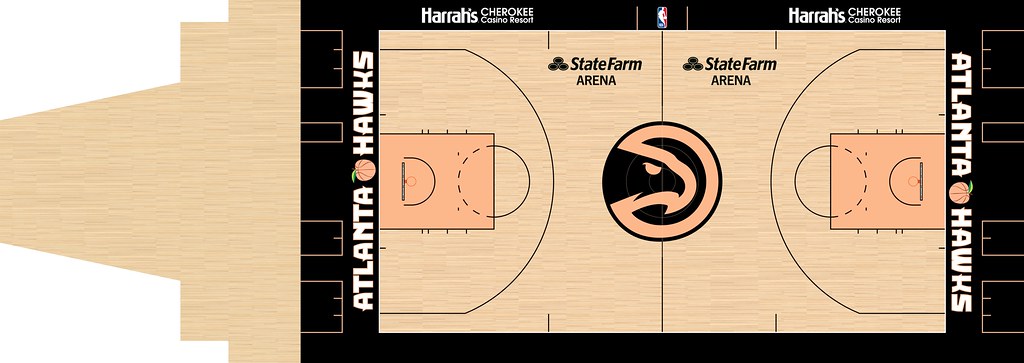 Harrah's CHEROKEE
Casino Resort
Harrah's CHEROKEE
Casino Resort
StateFarm
ARENA
StateFarm
ARENA
ATLANTA HAWKS
ATLANTA HAWKS